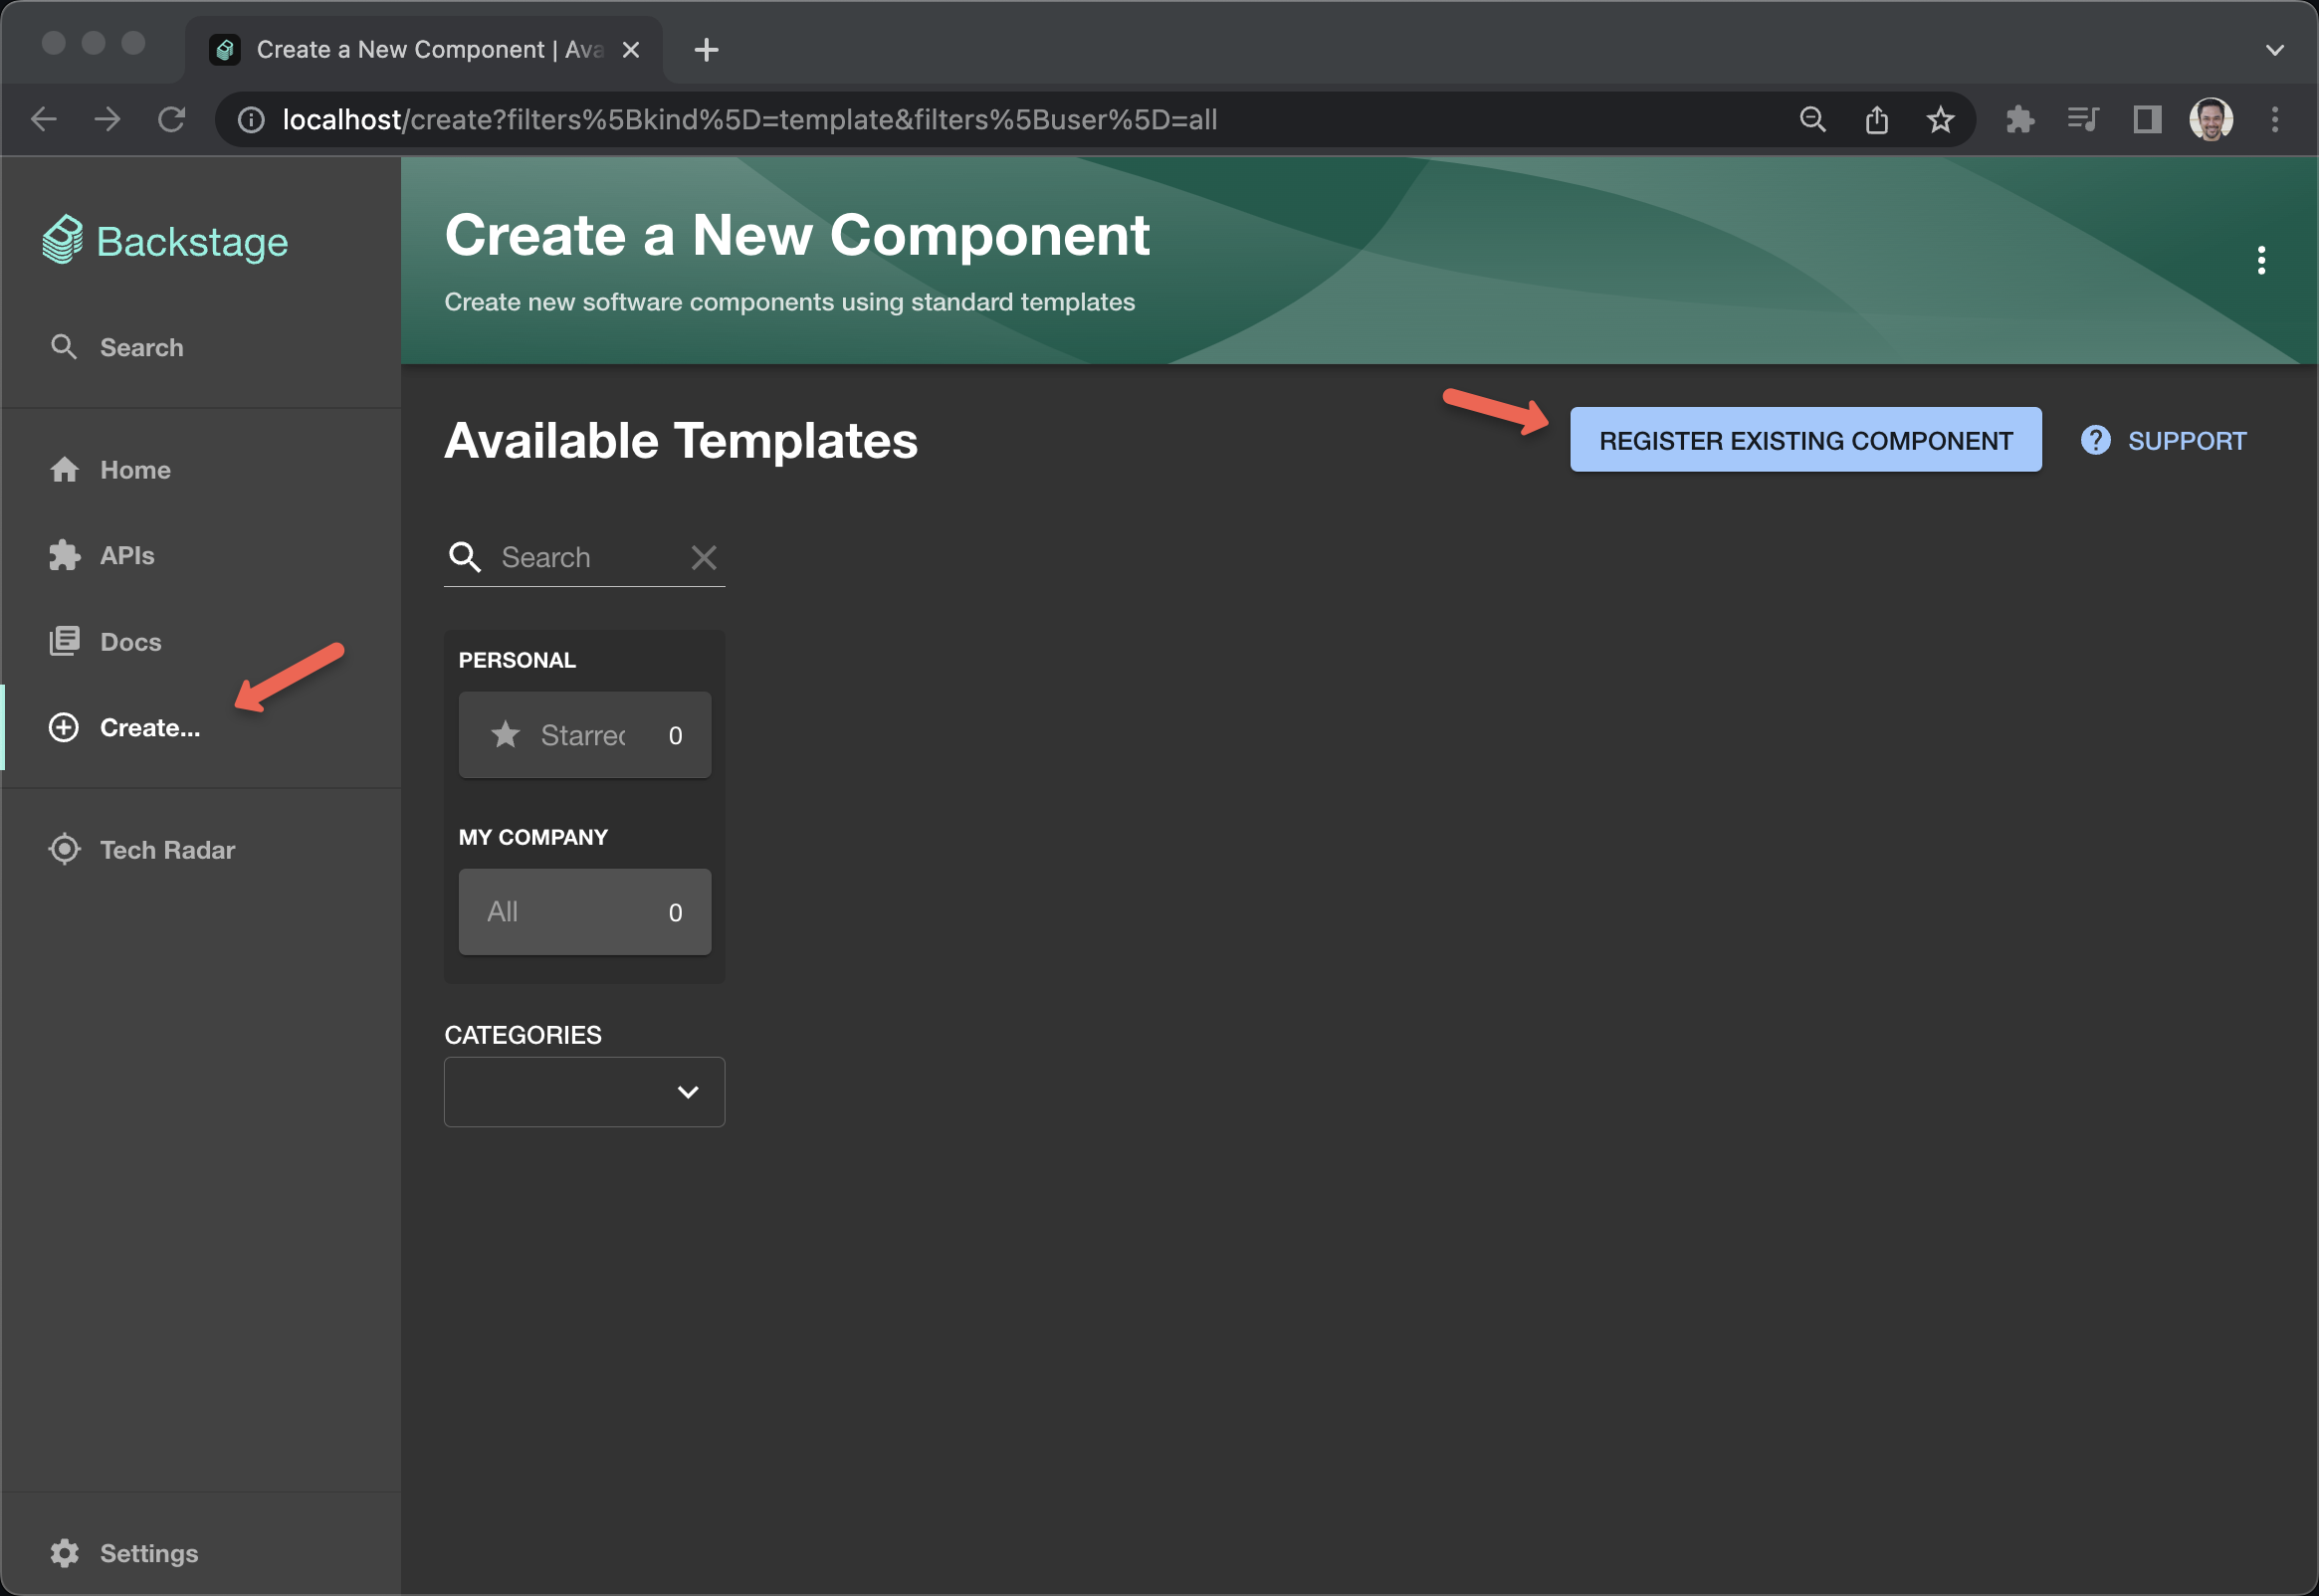 Create a New Component | Ava
localhost/create?filters%5Bkind%5D=template&filters%5Buser%5D=all
Backstage
Search
Home
APIs
Docs
Create...
Tech Radar
Settings
Create a New Component
Create new software components using standard templates
Available Templates
REGISTER EXISTING COMPONENT
SUPPORT
Search
PERSONAL
Starred 0
MY COMPANY
All 0
CATEGORIES